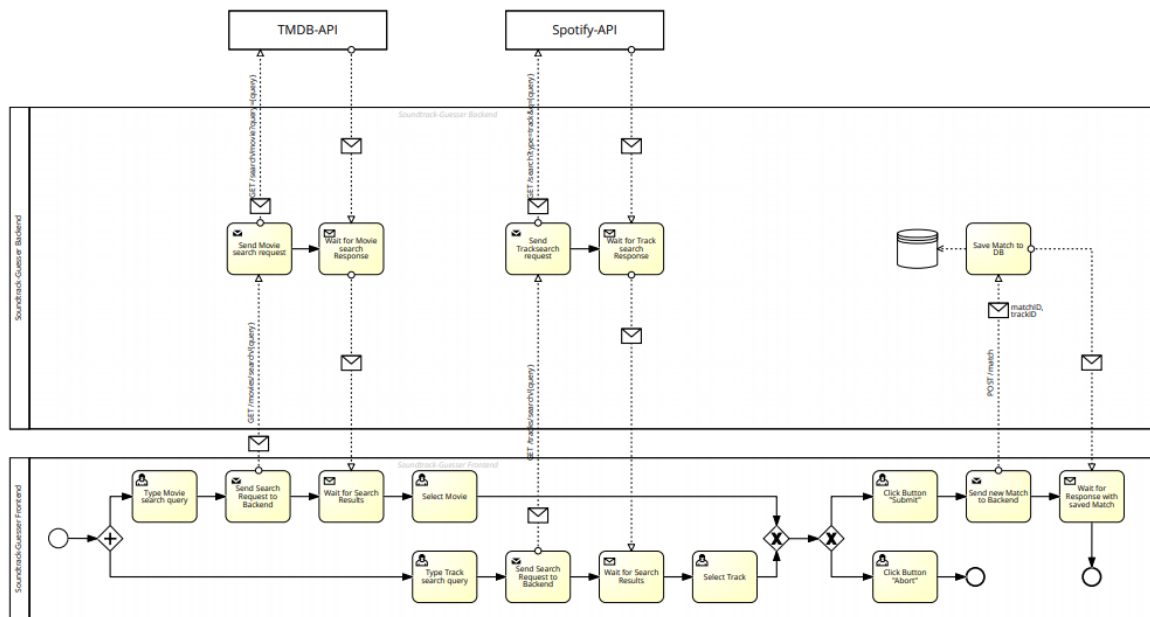 TMDB-API
Spotify-API
Soundtrack-Guesser Backend
Soundtrack-Guesser Backend
GET /search/movie?query={query}
GET /search?type=track&q={query}
Send Movie
search request
Wait for Movie
search
Response
Send
Tracksearch
request
Wait for Track
search
Response
Save Match to
DB
matchID,
trackID
GET /movies/search/{query}
GET /tracks/search/{query}
POST /match
Soundtrack-Guesser Frontend
Soundtrack-Guesser Frontend
Type Movie
search query
Send Search
Request to
Backend
Wait for Search
Results
Select Movie
Click Button
"Submit"
Send new Match
to Backend
Wait for
Response with
saved Match
Type Track
search query
Send Search
Request to
Backend
Wait for Search
Results
Select Track
Click Button
"Abort"